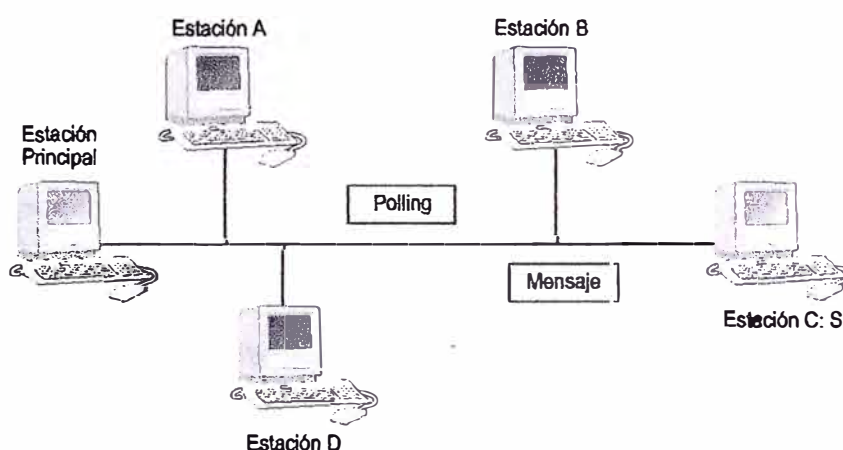 Estación A
Estación B
Estación
Principal
Polling
Mensaje
Estación C: S
Estación D